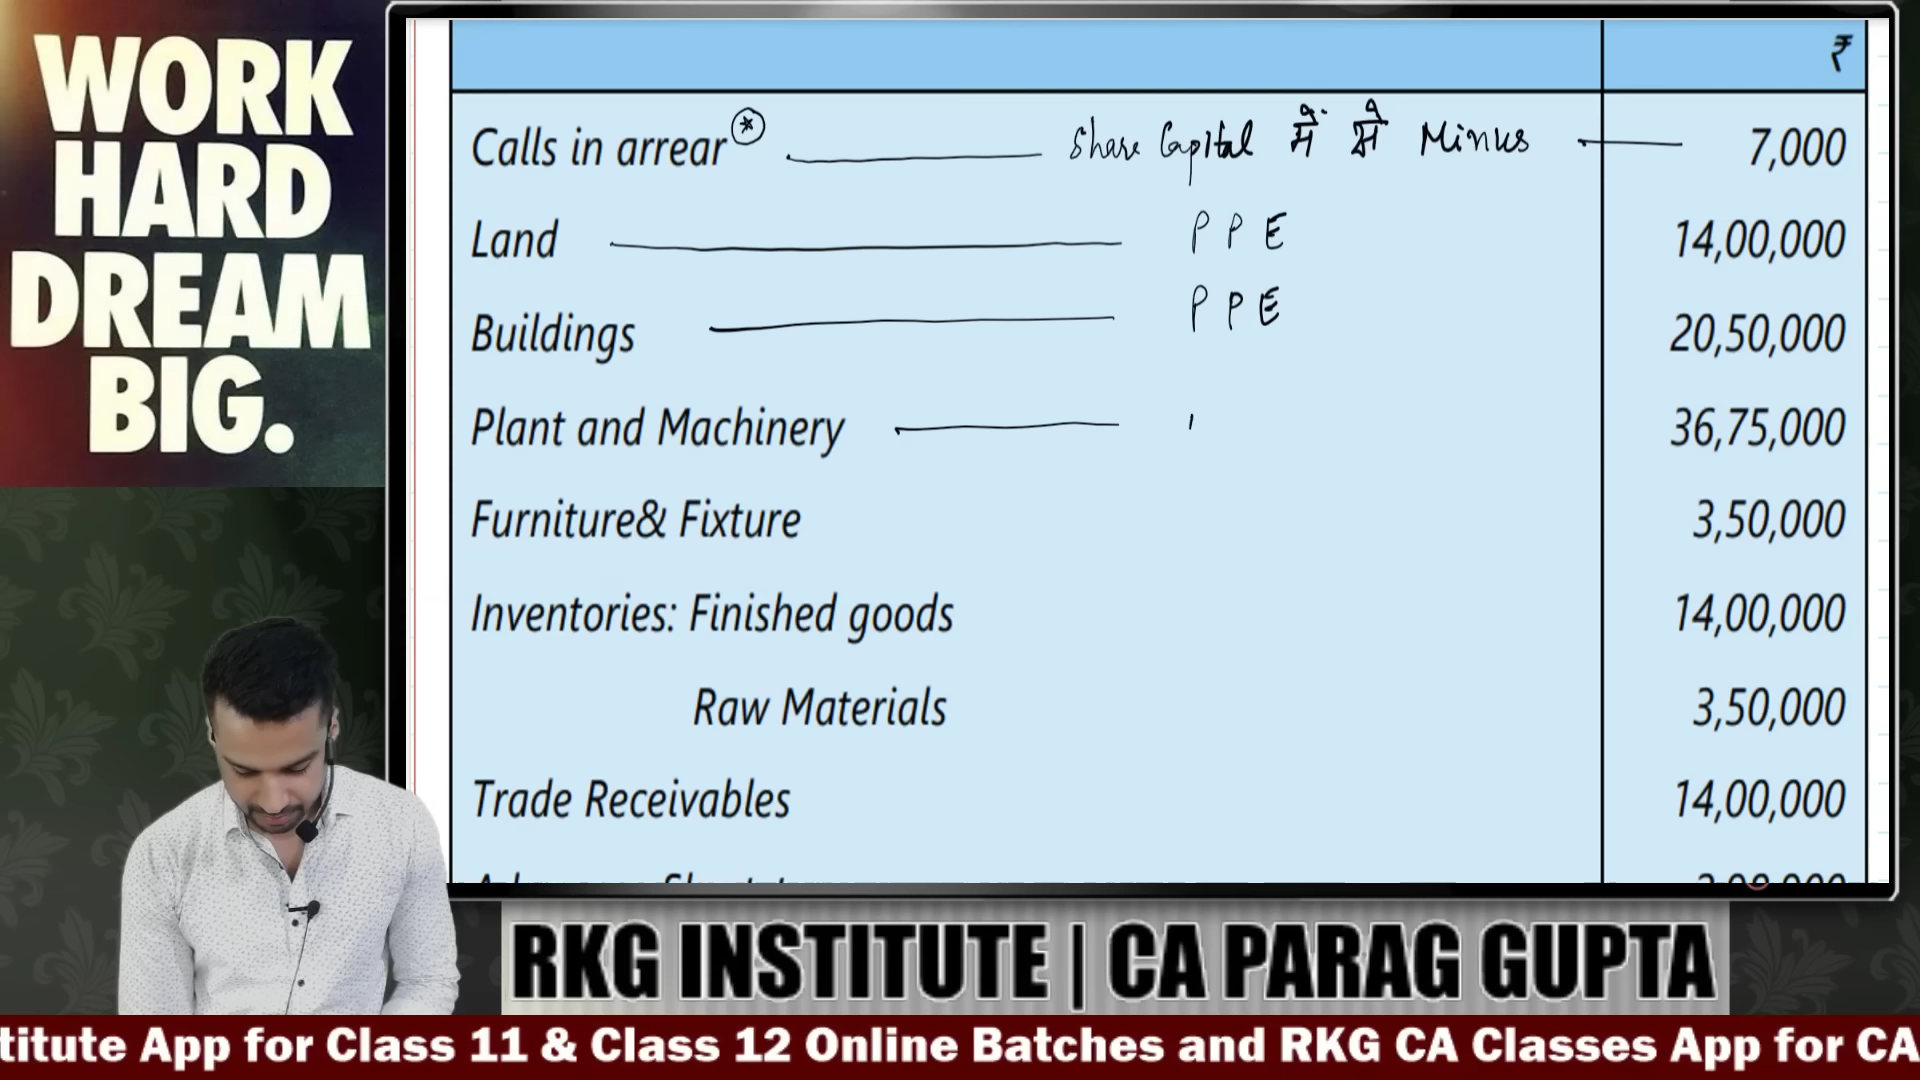 WORK
HARD
DREAM
BIG.
₹
Calls in arrear * Share Capital में से Minus 7,000
Land P P E 14,00,000
Buildings P P E 20,50,000
Plant and Machinery 36,75,000
Furniture& Fixture 3,50,000
Inventories: Finished goods 14,00,000
Raw Materials 3,50,000
Trade Receivables 14,00,000
RKG INSTITUTE | CA PARAG GUPTA
titute App for Class 11 & Class 12 Online Batches and RKG CA Classes App for CA